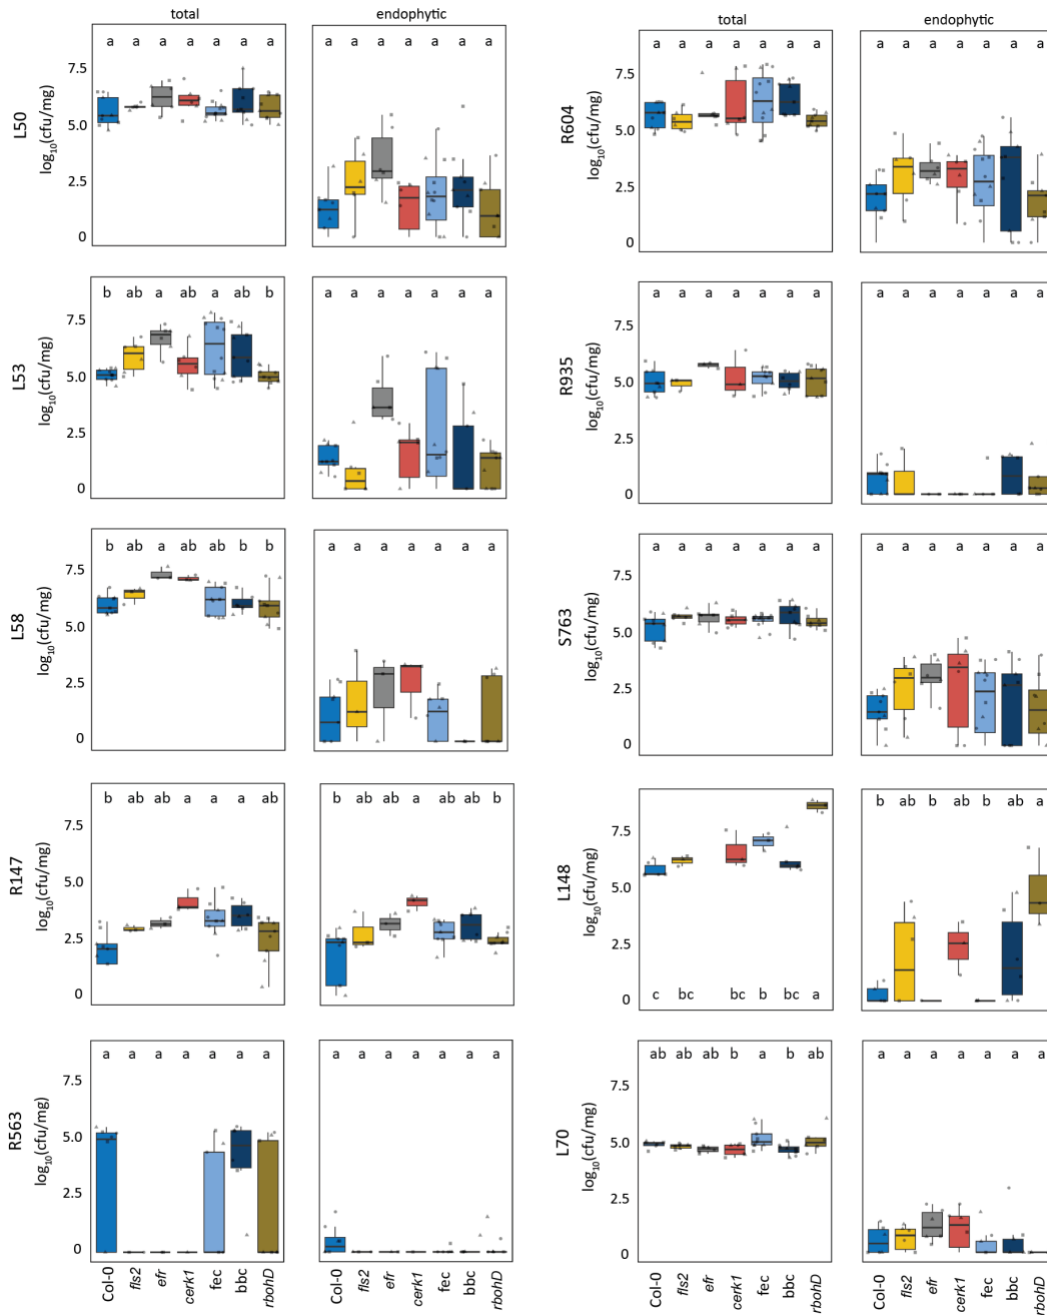 total endophytic
L50
log10(cfu/mg)
a a a a a a a
a a a a a a a
7.5
5.0
2.5
0
L53
log10(cfu/mg)
b ab a ab a ab b
a a a a a a a
7.5
5.0
2.5
0
L58
log10(cfu/mg)
b ab a ab ab b b
a a a a a a a
7.5
5.0
2.5
0
R147
log10(cfu/mg)
b ab ab a a a ab
b ab ab a ab ab b
7.5
5.0
2.5
0
R563
log10(cfu/mg)
a a a a a a a
a a a a a a a
7.5
5.0
2.5
0
Col-0 fls2 efr cerk1 fec bbc rbohD
Col-0 fls2 efr cerk1 fec bbc rbohD
total endophytic
R604
log10(cfu/mg)
a a a a a a a
a a a a a a a
7.5
5.0
2.5
0
R935
log10(cfu/mg)
a a a a a a a
a a a a a a a
7.5
5.0
2.5
0
S763
log10(cfu/mg)
a a a a a a a
a a a a a a a
7.5
5.0
2.5
0
L148
log10(cfu/mg)
b ab b ab b ab a
7.5
5.0
2.5
0
c bc bc b bc a
L70
log10(cfu/mg)
ab ab ab b a b ab
a a a a a a a
7.5
5.0
2.5
0
Col-0 fls2 efr cerk1 fec bbc rbohD
Col-0 fls2 efr cerk1 fec bbc rbohD